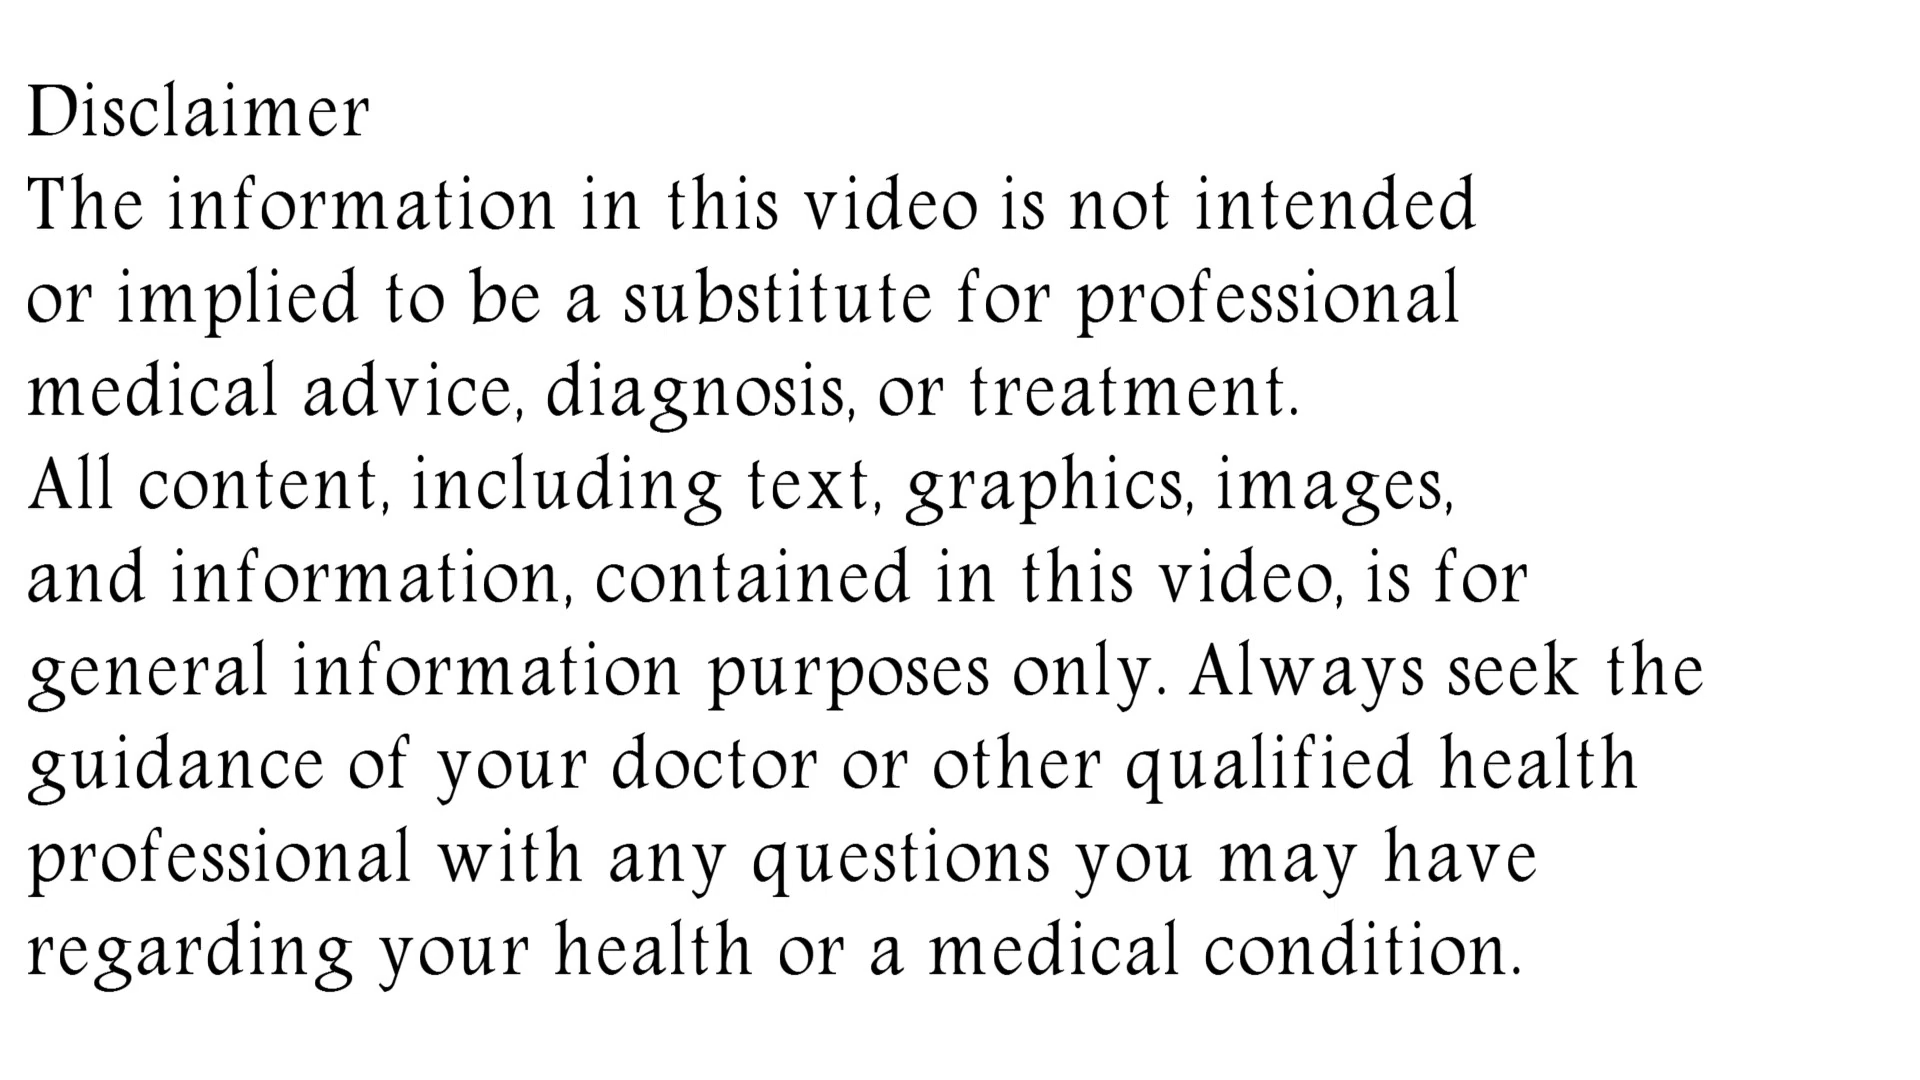 Disclaimer
The information in this video is not intended
or implied to be a substitute for professional
medical advice, diagnosis, or treatment.
All content, including text, graphics, images,
and information, contained in this video, is for
general information purposes only. Always seek the
guidance of your doctor or other qualified health
professional with any questions you may have
regarding your health or a medical condition.